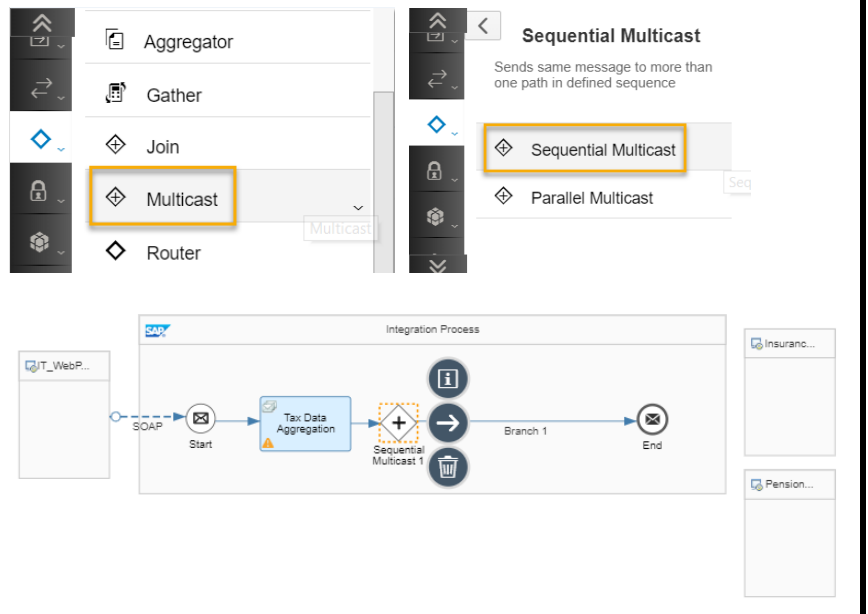 Aggregator
Gather
Join
Multicast
Multicast
Router
Sequential Multicast
Sends same message to more than
one path in defined sequence
Sequential Multicast
Seq
Parallel Multicast
SAP
Integration Process
IT_WebP...
SOAP
Start
Tax Data
Aggregation
Sequential
Multicast 1
Branch 1
End
Insuranc...
Pension...